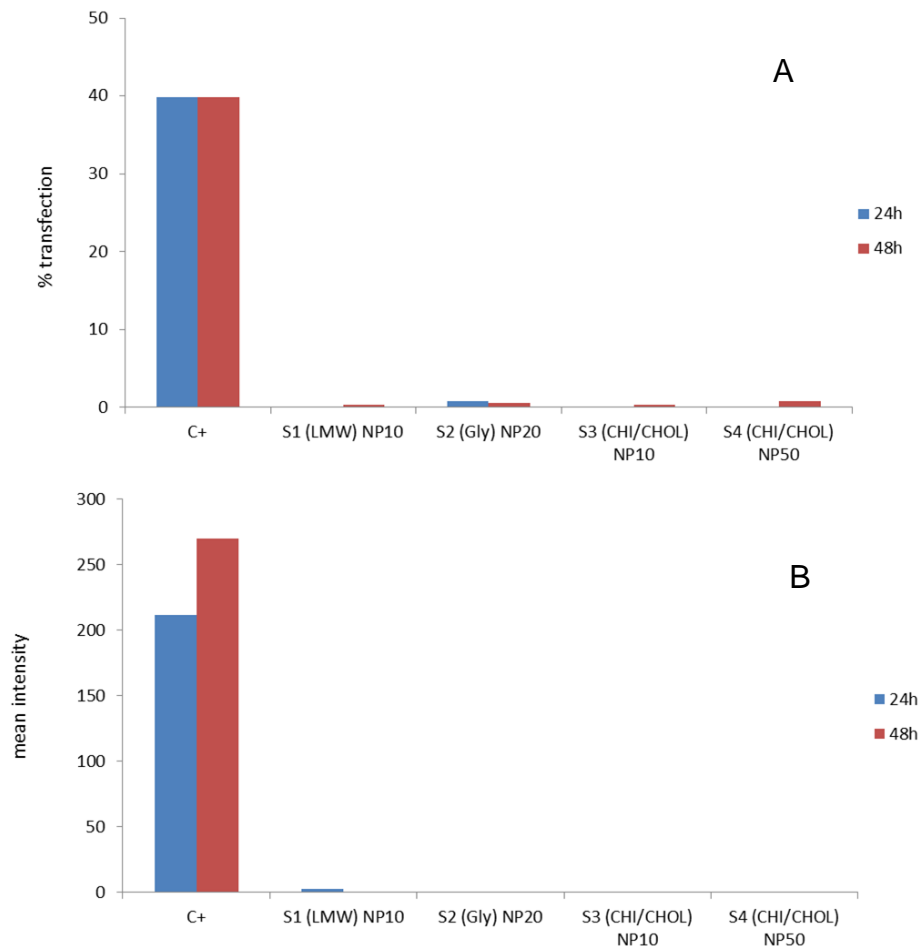 50
A
40
30
% transfection
24h
48h
20
10
0
C+ S1 (LMW) NP10 S2 (Gly) NP20 S3 (CHI/CHOL) S4 (CHI/CHOL)
NP10 NP50
300
250
B
200
mean intensity
150
24h
48h
100
50
0
C+ S1 (LMW) NP10 S2 (Gly) NP20 S3 (CHI/CHOL) S4 (CHI/CHOL)
NP10 NP50